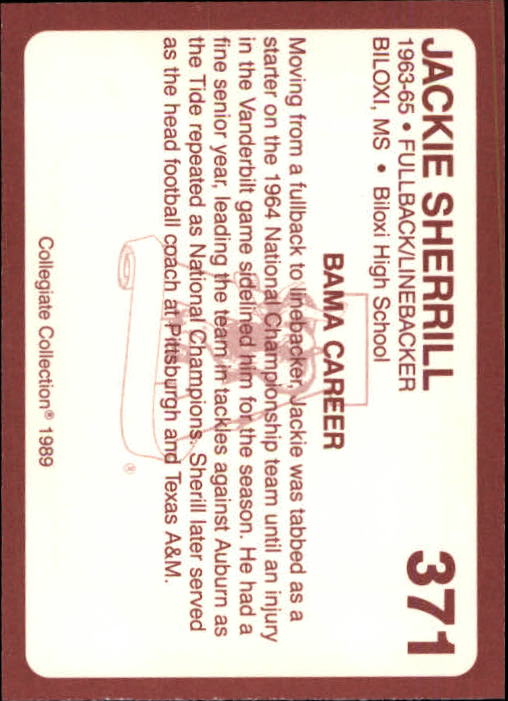 JACKIE SHERRILL 371
1963-65 • FULLBACK/LINEBACKER
BILOXI, MS • Biloxi High School
BAMA CAREER
Moving from a fullback to linebacker, Jackie was tabbed as a
starter on the 1964 National Championship team until an injury
in the Vanderbilt game sidelined him for the season. He had a
fine senior year, leading the team in tackles against Auburn as
the Tide repeated as National Champions. Sherill later served
as the head football coach at Pittsburgh and Texas A&M.
®
Collegiate Collection® 1989